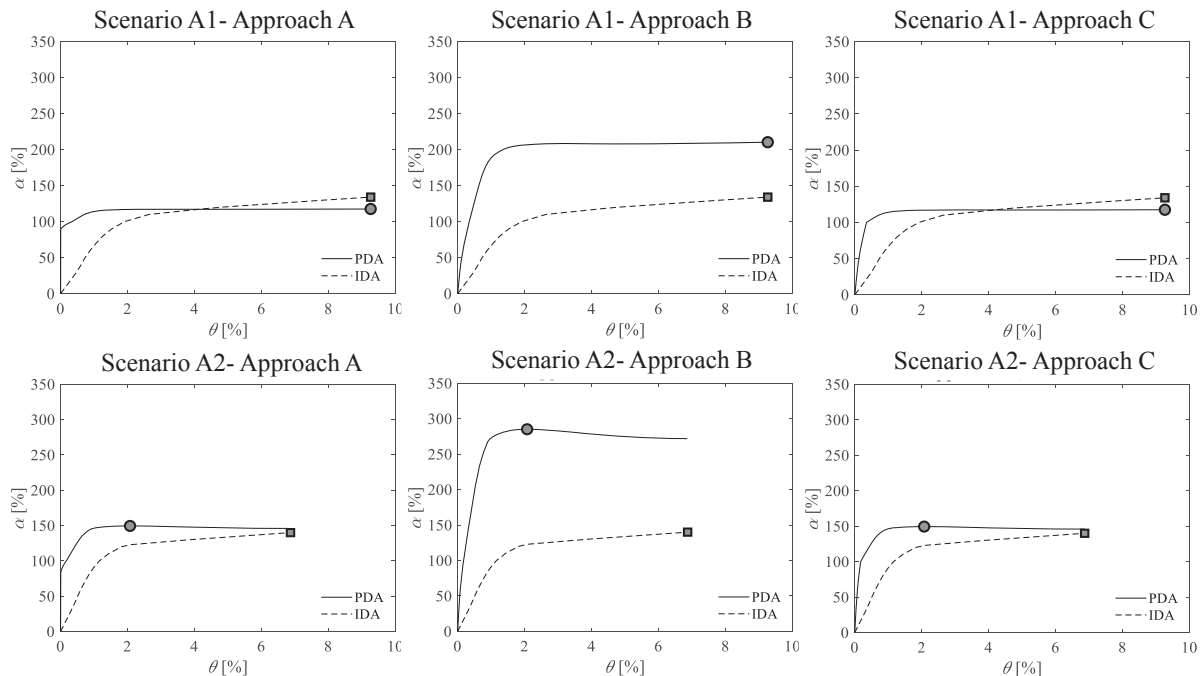 Scenario A1- Approach A
350
300
250
200
150
100
50
0
α [%]
PDA
IDA
0 2 4 6 8 10
θ [%]
Scenario A1- Approach B
350
300
250
200
150
100
50
0
α [%]
PDA
IDA
0 2 4 6 8 10
θ [%]
Scenario A1- Approach C
350
300
250
200
150
100
50
0
α [%]
PDA
IDA
0 2 4 6 8 10
θ [%]
Scenario A2- Approach A
350
300
250
200
150
100
50
0
α [%]
PDA
IDA
0 2 4 6 8 10
θ [%]
Scenario A2- Approach B
350
300
250
200
150
100
50
0
α [%]
PDA
IDA
0 2 4 6 8 10
θ [%]
Scenario A2- Approach C
350
300
250
200
150
100
50
0
α [%]
PDA
IDA
0 2 4 6 8 10
θ [%]